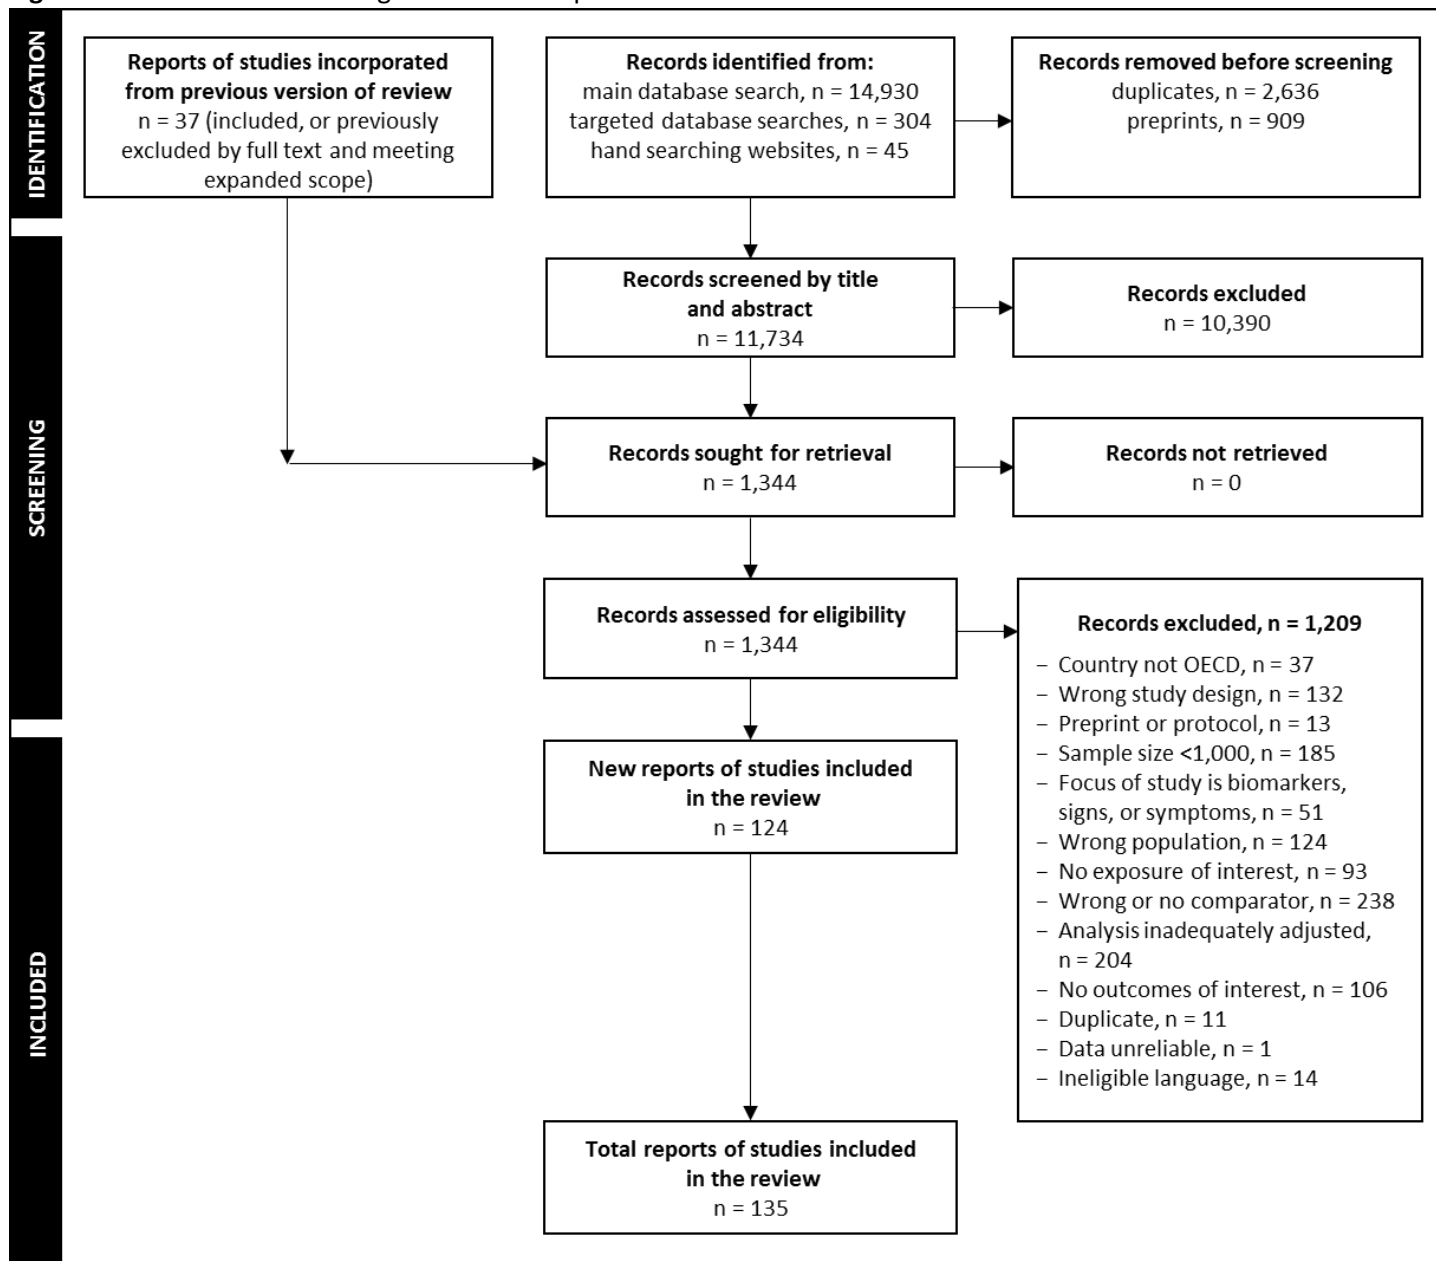 IDENTIFICATION
Reports of studies incorporated
from previous version of review
n = 37 (included, or previously
excluded by full text and meeting
expanded scope)
Records identified from:
main database search, n = 14,930
targeted database searches, n = 304
hand searching websites, n = 45
Records removed before screening
duplicates, n = 2,636
preprints, n = 909
SCREENING
Records screened by title
and abstract
n = 11,734
Records excluded
n = 10,390
Records sought for retrieval
n = 1,344
Records not retrieved
n = 0
Records assessed for eligibility
n = 1,344
Records excluded, n = 1,209
– Country not OECD, n = 37
– Wrong study design, n = 132
– Preprint or protocol, n = 13
– Sample size <1,000, n = 185
– Focus of study is biomarkers,
signs, or symptoms, n = 51
– Wrong population, n = 124
– No exposure of interest, n = 93
– Wrong or no comparator, n = 238
– Analysis inadequately adjusted,
n = 204
– No outcomes of interest, n = 106
– Duplicate, n = 11
– Data unreliable, n = 1
– Ineligible language, n = 14
INCLUDED
New reports of studies included
in the review
n = 124
Total reports of studies included
in the review
n = 135